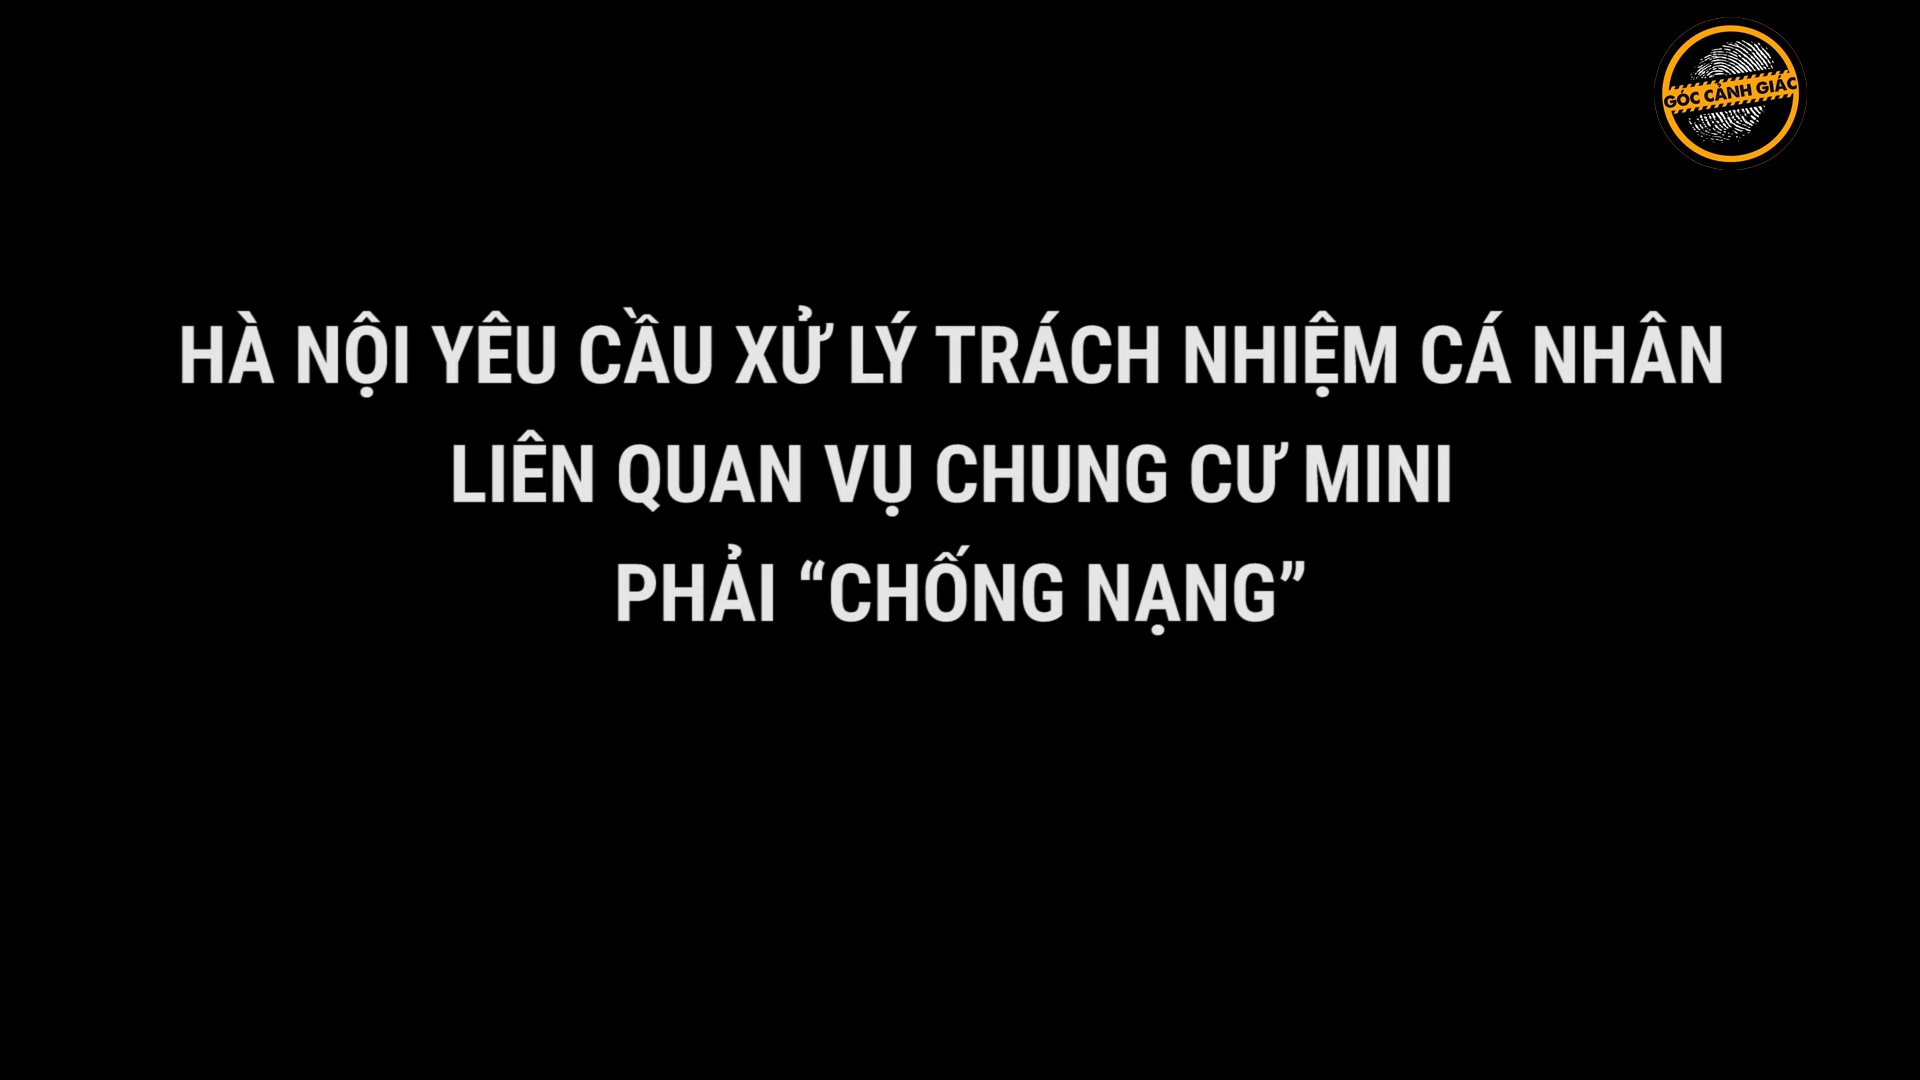 GÓC CẢNH GIÁC
HÀ NỘI YÊU CẦU XỬ LÝ TRÁCH NHIỆM CÁ NHÂN
LIÊN QUAN VỤ CHUNG CƯ MINI
PHẢI “CHỐNG NẠNG”